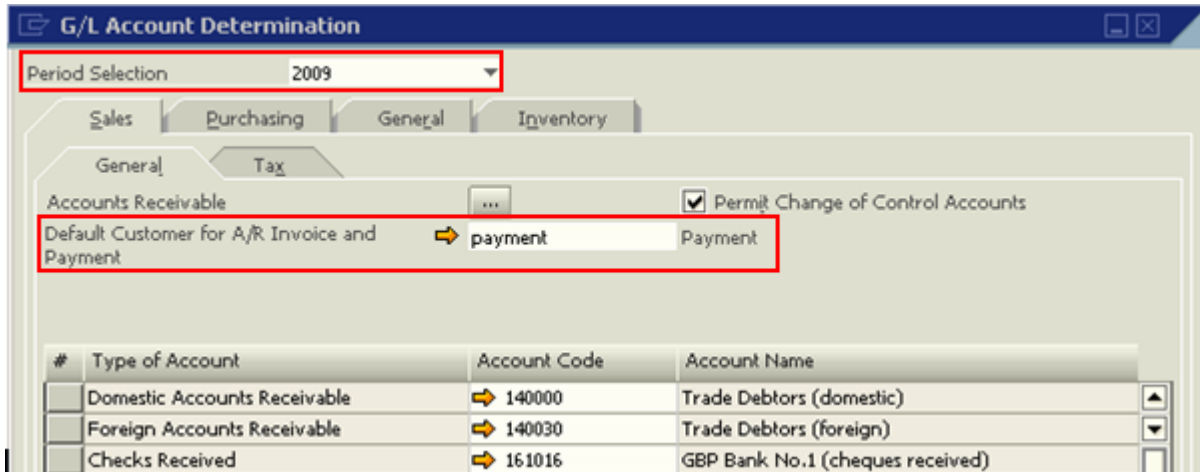 G/L Account Determination
Period Selection 2009
Sales Purchasing General Inventory
General Tax
Accounts Receivable ... Permit Change of Control Accounts
Default Customer for A/R Invoice and
Payment payment Payment
# Type of Account Account Code Account Name
Domestic Accounts Receivable 140000 Trade Debtors (domestic)
Foreign Accounts Receivable 140030 Trade Debtors (foreign)
Checks Received 161016 GBP Bank No.1 (cheques received)